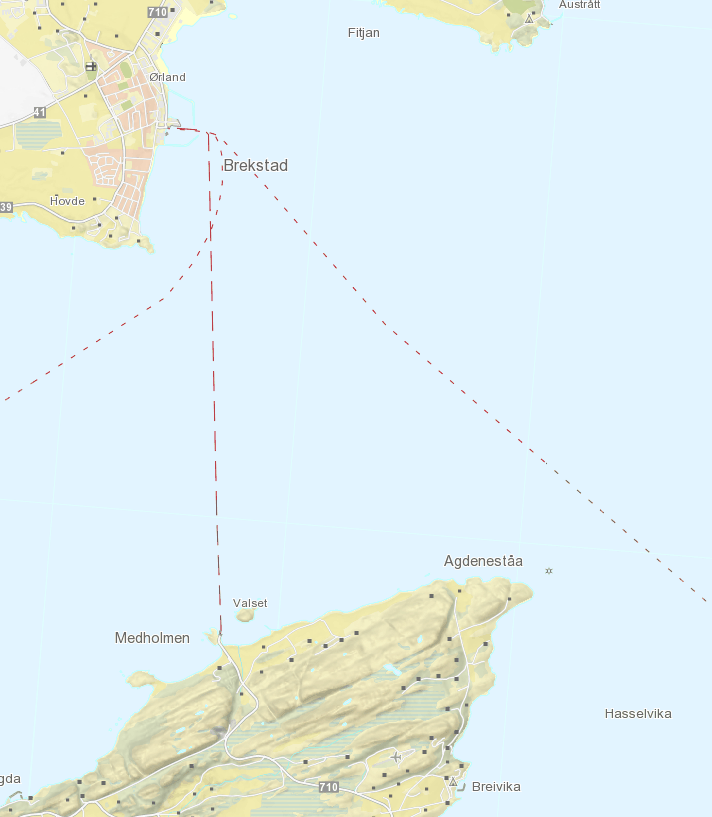 Austrått
710
Fitjan
Ørland
41
Brekstad
Hovde
39
Agdeneståa
Valset
Medholmen
Hasselvika
gda
710
Breivika